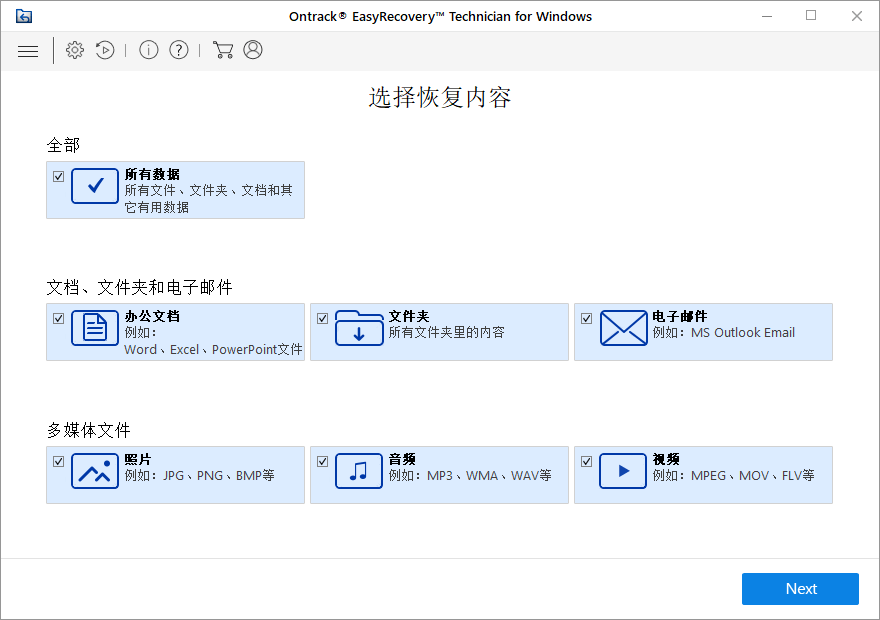 Ontrack® EasyRecovery™ Technician for Windows
选择恢复内容
全部
所有数据
所有文件、文件夹、文档和其
它有用数据
文档、文件夹和电子邮件
办公文档
例如：
Word、Excel、PowerPoint文件
文件夹
所有文件夹里的内容
电子邮件
例如：MS Outlook Email
多媒体文件
照片
例如：JPG、PNG、BMP等
音频
例如：MP3、WMA、WAV等
视频
例如：MPEG、MOV、FLV等
Next